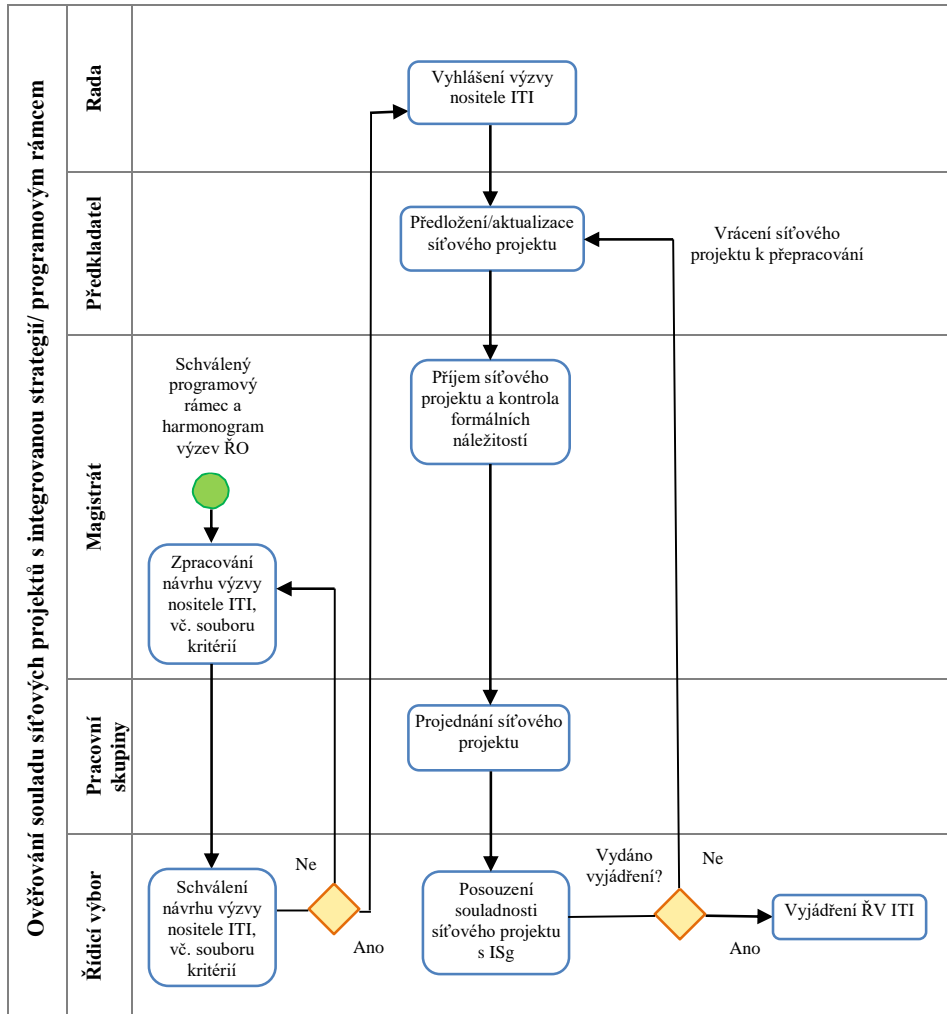 Ověřování souladu síťových projektů s integrovanou strategií/ programovým rámcem
Rada
Vyhlášení výzvy
nositele ITI
Předkladatel
Předložení/aktualizace
síťového projektu
Vrácení síťového
projektu k přepracování
Magistrát
Schválený
programový
rámec a
harmonogram
výzev ŘO
Příjem síťového
projektu a kontrola
formálních
náležitostí
Zpracování
návrhu výzvy
nositele ITI,
vč. souboru
kritérií
Pracovní
skupiny
Projednání síťového
projektu
Řídicí výbor
Schválení
návrhu výzvy
nositele ITI,
vč. souboru
kritérií
Ne
Ano
Posouzení
souladnosti
síťového projektu
s ISg
Vydáno
vyjádření?
Ne
Ano
Vyjádření ŘV ITI